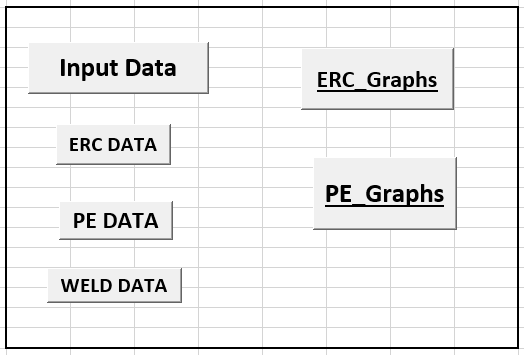 Input Data
ERC DATA
PE DATA
WELD DATA
ERC_Graphs
PE_Graphs